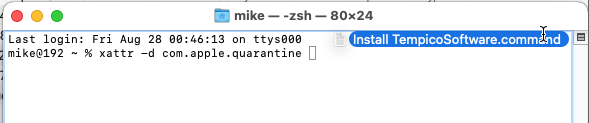 mike — -zsh — 80×24
Last login: Fri Aug 28 00:46:13 on ttys000
Install TempicoSoftware.command
mike@192 ~ % xattr -d com.apple.quarantine